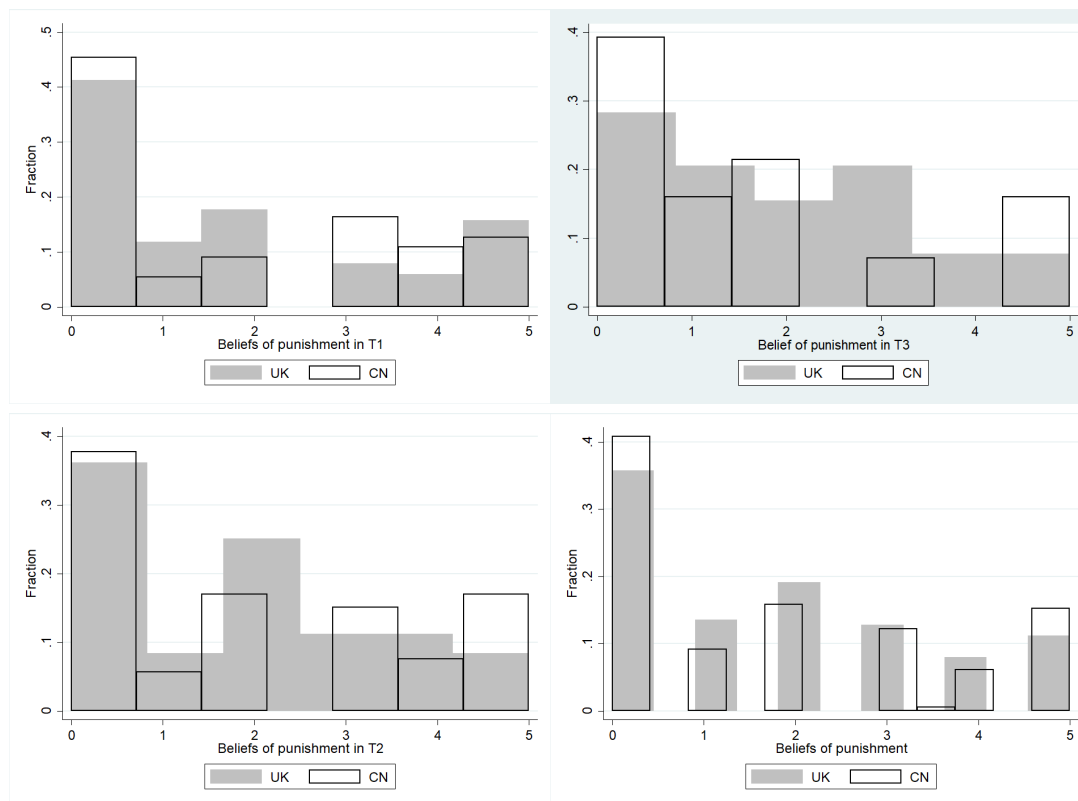 .5
.4
.3
.2
.1
0
Fraction
0 1 2 3 4 5
Beliefs of punishment in T1
UK CN
.4
.3
.2
.1
0
0 1 2 3 4 5
Belief of punishment in T3
UK CN
.4
.3
.2
.1
0
Fraction
0 1 2 3 4 5
Beliefs of punishment in T2
UK CN
.4
.3
.2
.1
0
Fraction
0 1 2 3 4 5
Beliefs of punishment
UK CN